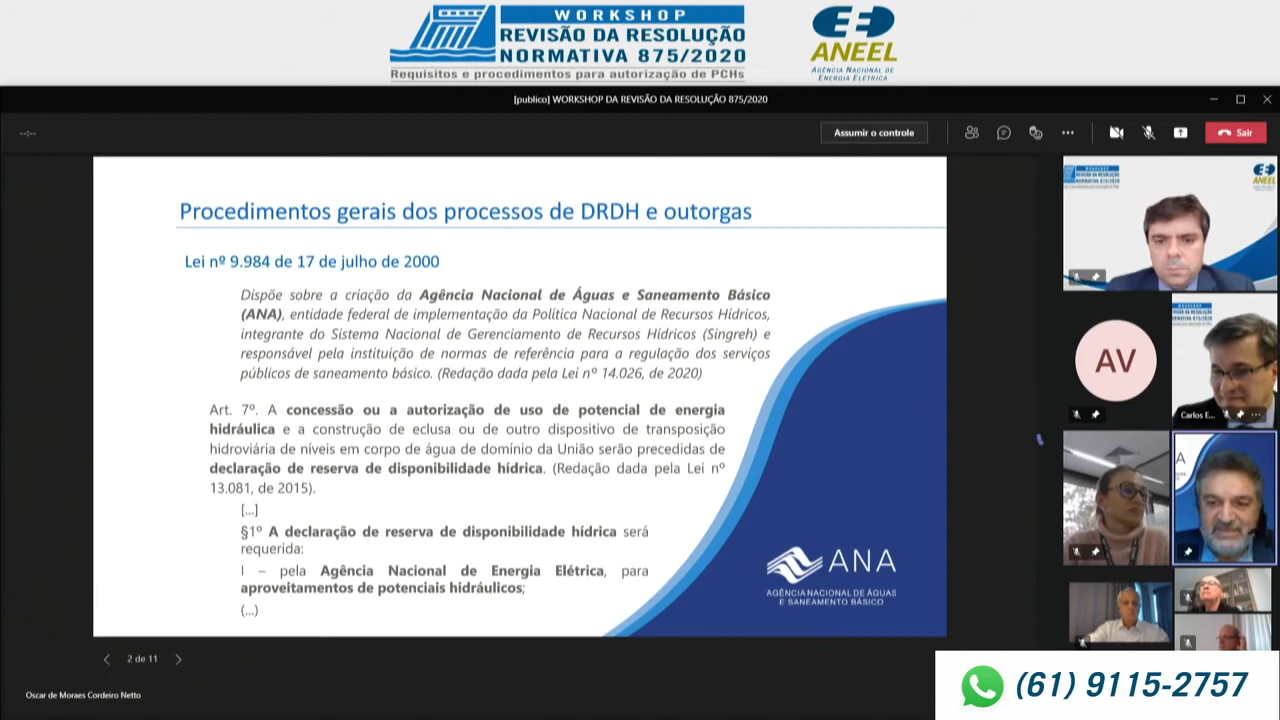 WORKSHOP
REVISÃO DA RESOLUÇÃO
NORMATIVA 875/2020
Requisitos e procedimentos para autorização de PCHs
ANEEL
AGÊNCIA NACIONAL DE
ENERGIA ELÉTRICA
[publico] WORKSHOP DA REVISÃO DA RESOLUÇÃO 875/2020
--:--
Assumir o controle
Sair
Procedimentos gerais dos processos de DRDH e outorgas
Lei nº 9.984 de 17 de julho de 2000
Dispõe sobre a criação da Agência Nacional de Águas e Saneamento Básico
(ANA), entidade federal de implementação da Política Nacional de Recursos Hídricos,
integrante do Sistema Nacional de Gerenciamento de Recursos Hídricos (Singreh) e
responsável pela instituição de normas de referência para a regulação dos serviços
públicos de saneamento básico. (Redação dada pela Lei nº 14.026, de 2020)
Art. 7º. A concessão ou a autorização de uso de potencial de energia
hidráulica e a construção de eclusa ou de outro dispositivo de transposição
hidroviária de níveis em corpo de água de domínio da União serão precedidas de
declaração de reserva de disponibilidade hídrica. (Redação dada pela Lei nº
13.081, de 2015).
[...]
§1º A declaração de reserva de disponibilidade hídrica será
requerida:
I – pela Agência Nacional de Energia Elétrica, para
aproveitamentos de potenciais hidráulicos;
(...)
ANA
AGÊNCIA NACIONAL DE ÁGUAS
E SANEAMENTO BÁSICO
REVISÃO DA RESOLUÇÃO
NORMATIVA 875/2020
ANEEL
AV
Carlos E...
A
2 de 11
Oscar de Moraes Cordeiro Netto
(61) 9115-2757